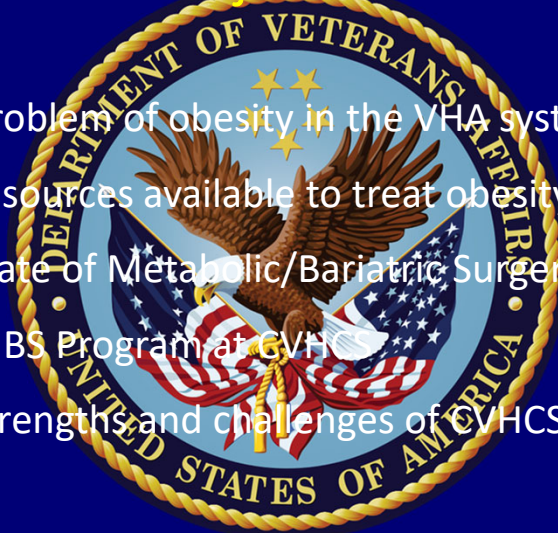 DEPARTMENT OF VETERANS AFFAIRS
roblem of obesity in the VHA syst
sources available to treat obesity
ate of Metabolic/Bariatric Surger
BS Program at CVHCS
rengths and challenges of CVHCS
UNITED STATES OF AMERICA